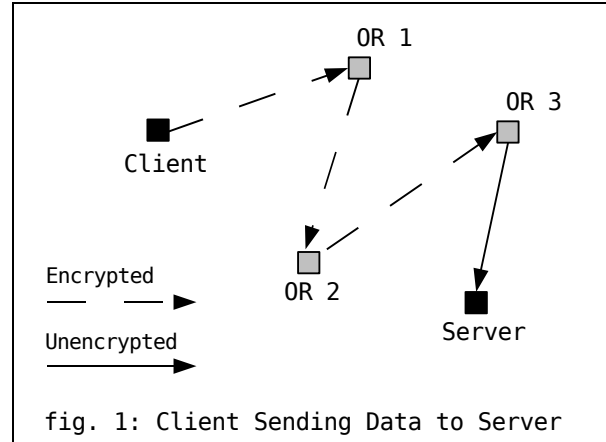 OR 1
OR 3
Client
Encrypted
OR 2
Server
Unencrypted
fig. 1: Client Sending Data to Server